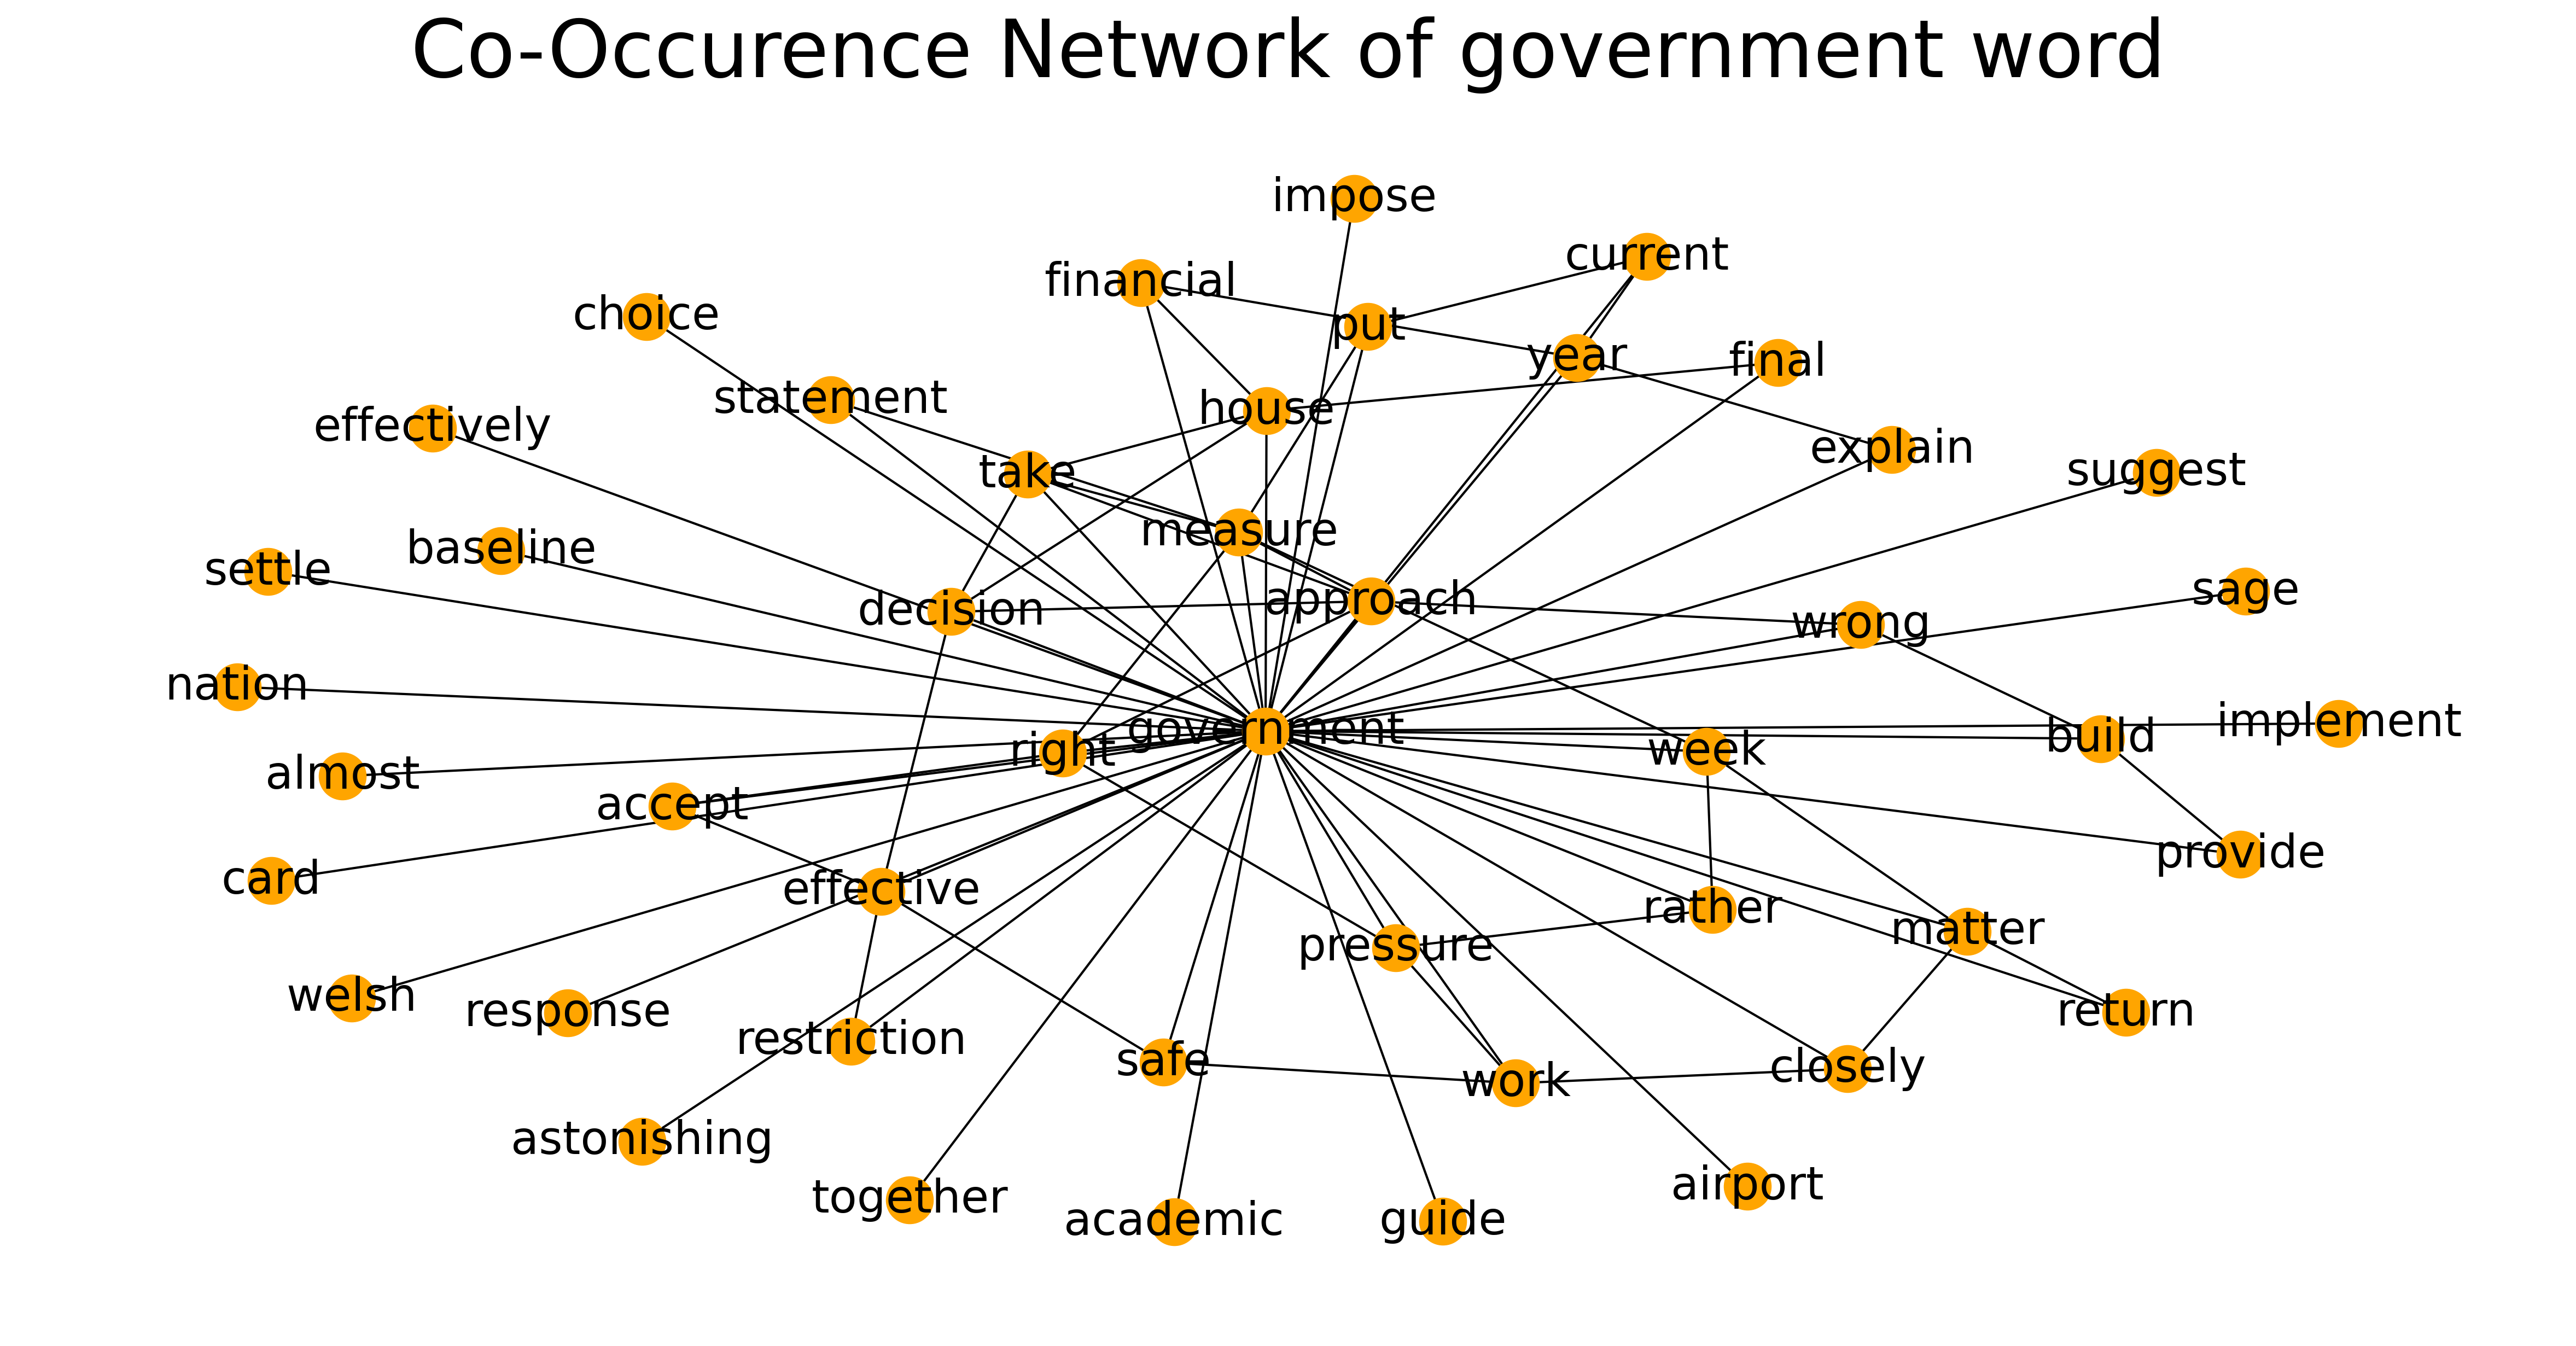 Co-Occurence Network of government word
impose
current
financial
choice
put
year
final
statement
house
effectively
explain
take
suggest
measure
baseline
settle
approach
sage
decision
wrong
nation
government
implement
build
right
week
almost
accept
provide
card
effective
rather
matter
pressure
welsh
response
return
restriction
safe
closely
work
astonishing
airport
together
academic
guide